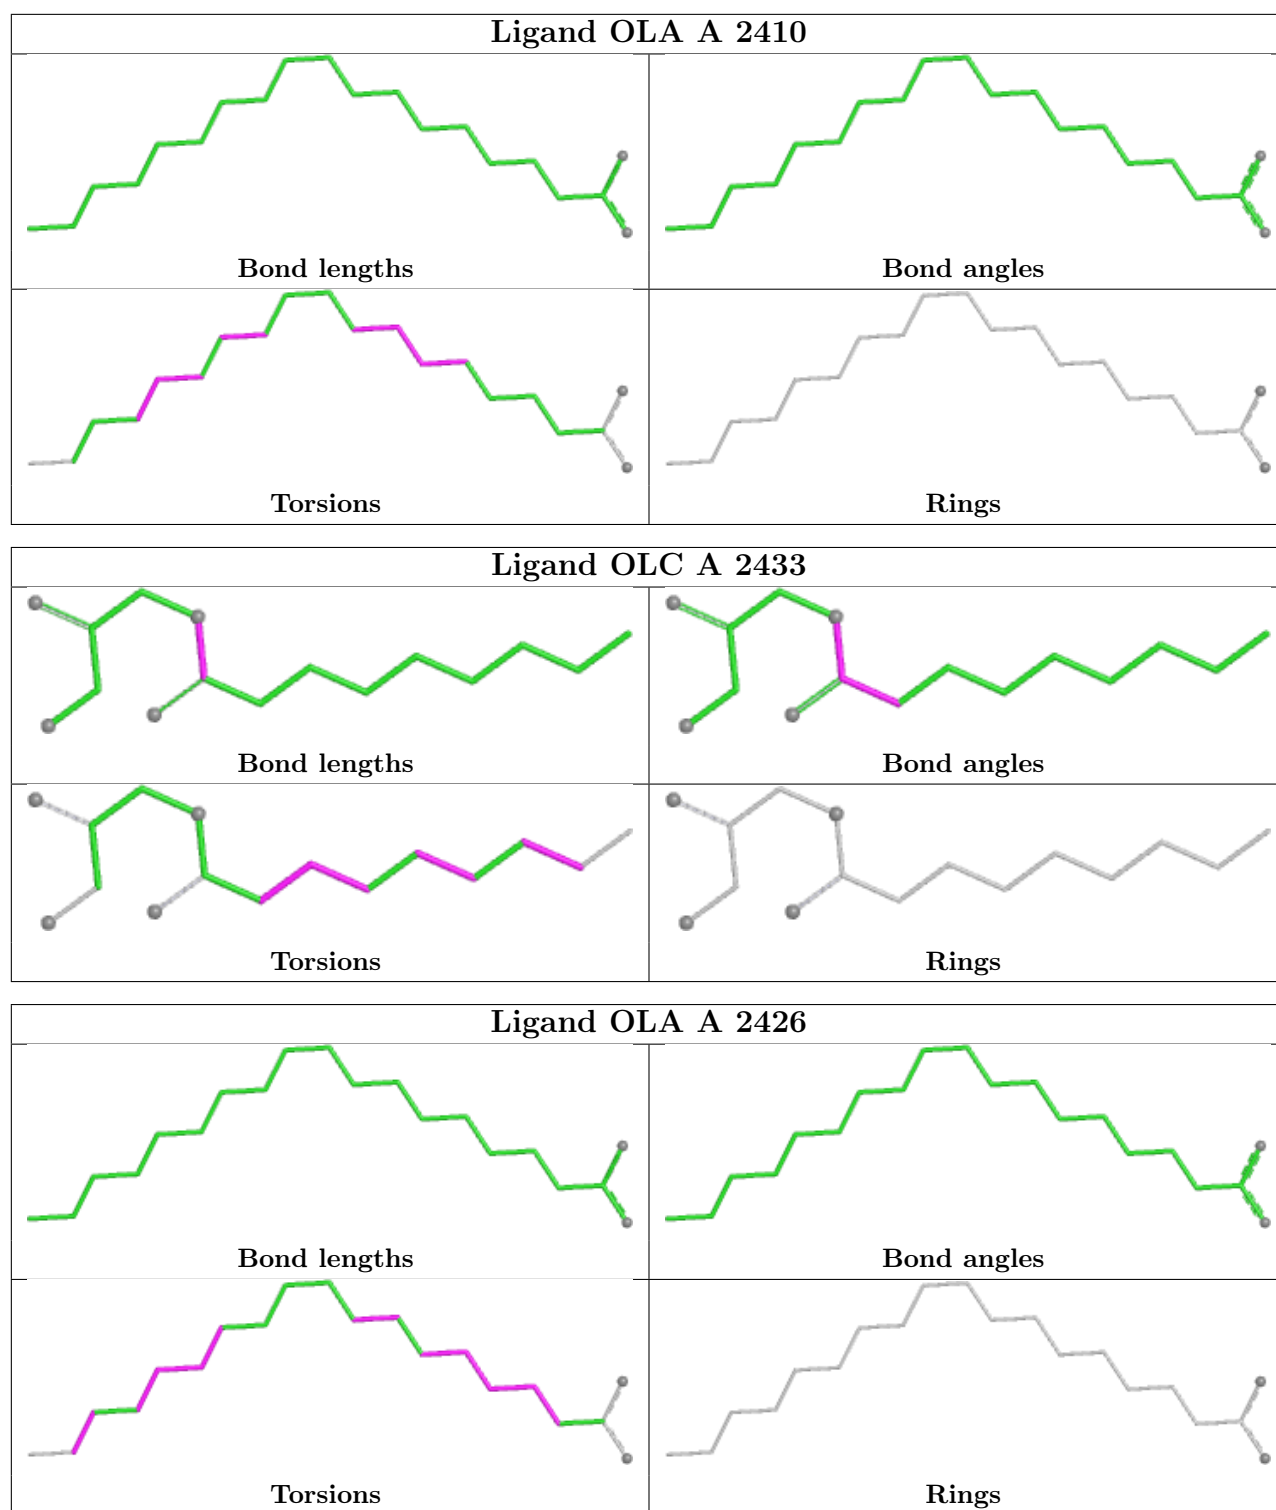 Ligand OLA A 2410
Bond lengths
Bond angles
Torsions
Rings
Ligand OLC A 2433
Bond lengths
Bond angles
Torsions
Rings
Ligand OLA A 2426
Bond lengths
Bond angles
Torsions
Rings